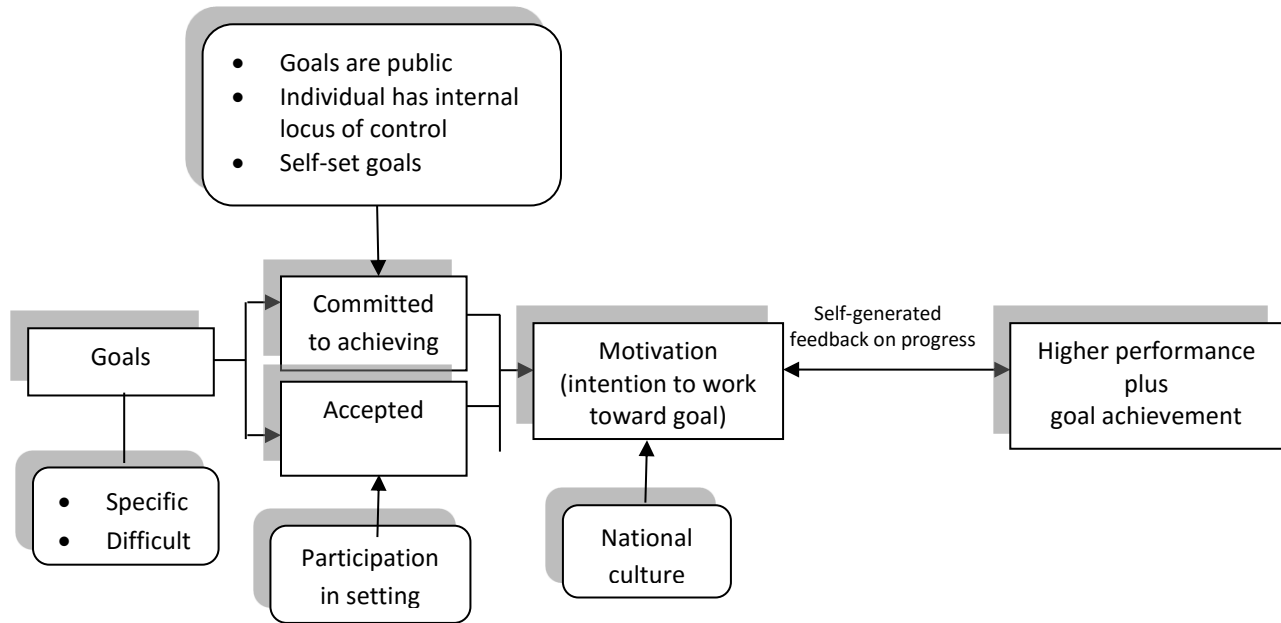 • Goals are public
• Individual has internal
locus of control
• Self-set goals
Committed
to achieving
Goals
Accepted
• Specific
• Difficult
Participation
in setting
Motivation
(intention to work
toward goal)
National
culture
Self-generated
feedback on progress
Higher performance
plus
goal achievement